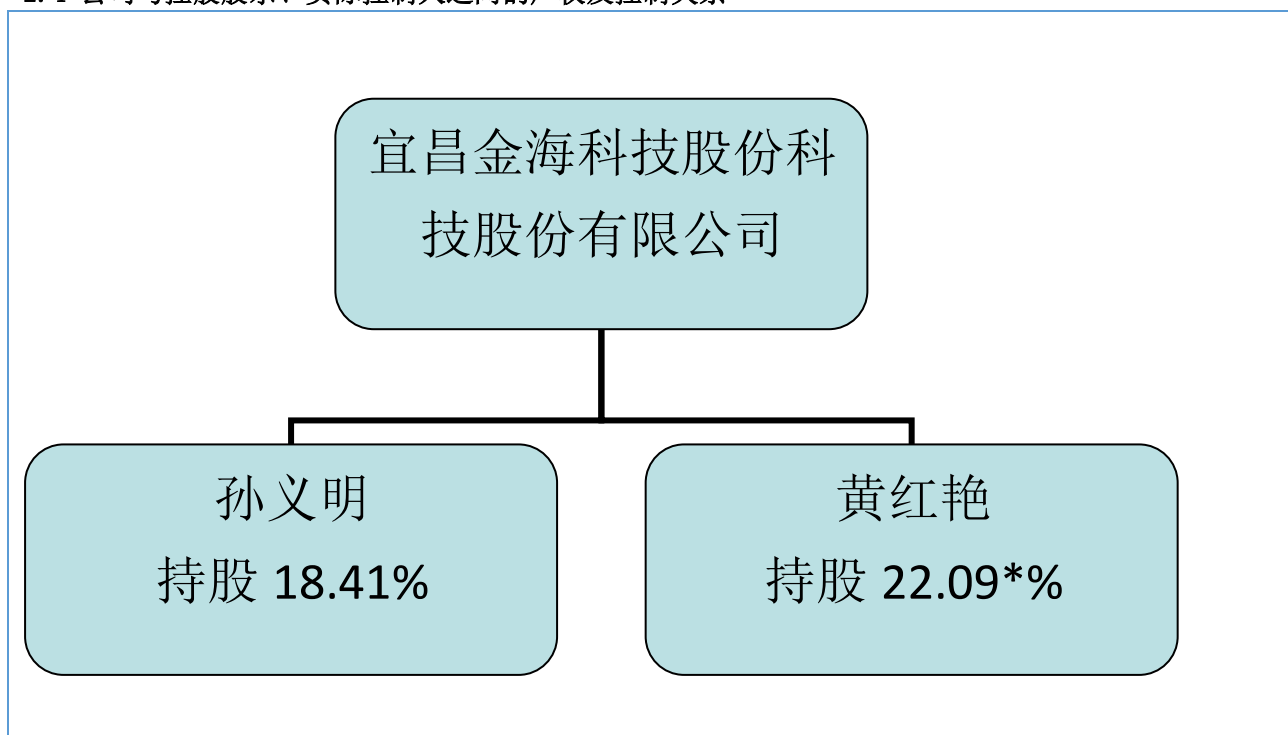 宜昌金海科技股份科
技股份有限公司
孙义明
持股 18.41%
黄红艳
持股 22.09*%